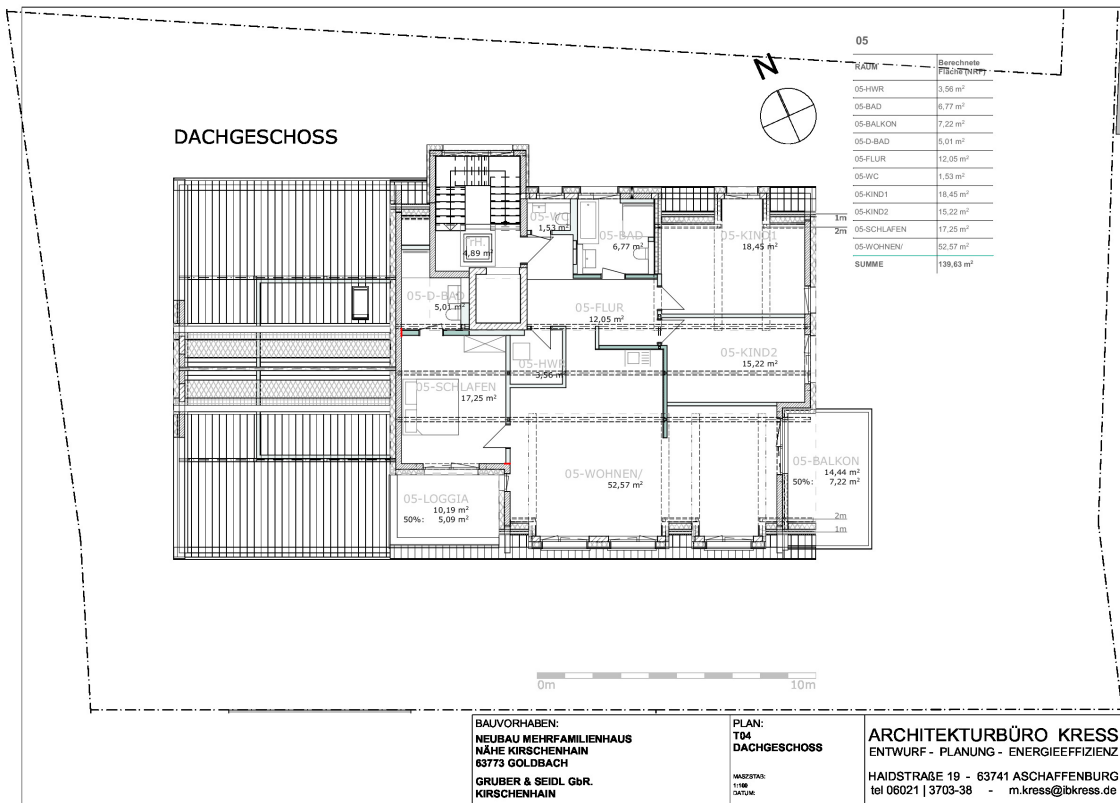 05
RAUM Berechnete Fläche (NRF)
05-HWR 3,56 m²
05-BAD 6,77 m²
05-BALKON 7,22 m²
05-D-BAD 5,01 m²
05-FLUR 12,05 m²
05-WC 1,53 m²
05-KIND1 18,45 m²
05-KIND2 15,22 m²
05-SCHLAFEN 17,25 m²
05-WOHNEN/ 52,57 m²
SUMME 139,63 m²
N
DACHGESCHOSS
05-WC
1,53 m²
05-BAD
6,77 m²
05-KIND1
18,45 m²
1m
2m
TrH.
4,89 m²
05-D-BAD
5,01 m²
05-FLUR
12,05 m²
05-KIND2
15,22 m²
05-HWR
3,56 m²
05-SCHLAFEN
17,25 m²
05-WOHNEN/
52,57 m²
05-BALKON
14,44 m²
50%: 7,22 m²
05-LOGGIA
10,19 m²
50%: 5,09 m²
2m
1m
0m 10m
BAUVORHABEN:
NEUBAU MEHRFAMILIENHAUS
NÄHE KIRSCHENHAIN
63773 GOLDBACH
GRUBER & SEIDL GbR.
KIRSCHENHAIN
PLAN:
T04
DACHGESCHOSS
MASZSTAB:
1:100
DATUM:
ARCHITEKTURBÜRO KRESS
ENTWURF - PLANUNG - ENERGIEEFFIZIENZ
HAIDSTRAßE 19 - 63741 ASCHAFFENBURG
tel 06021 | 3703-38 - m.kress@ibkress.de